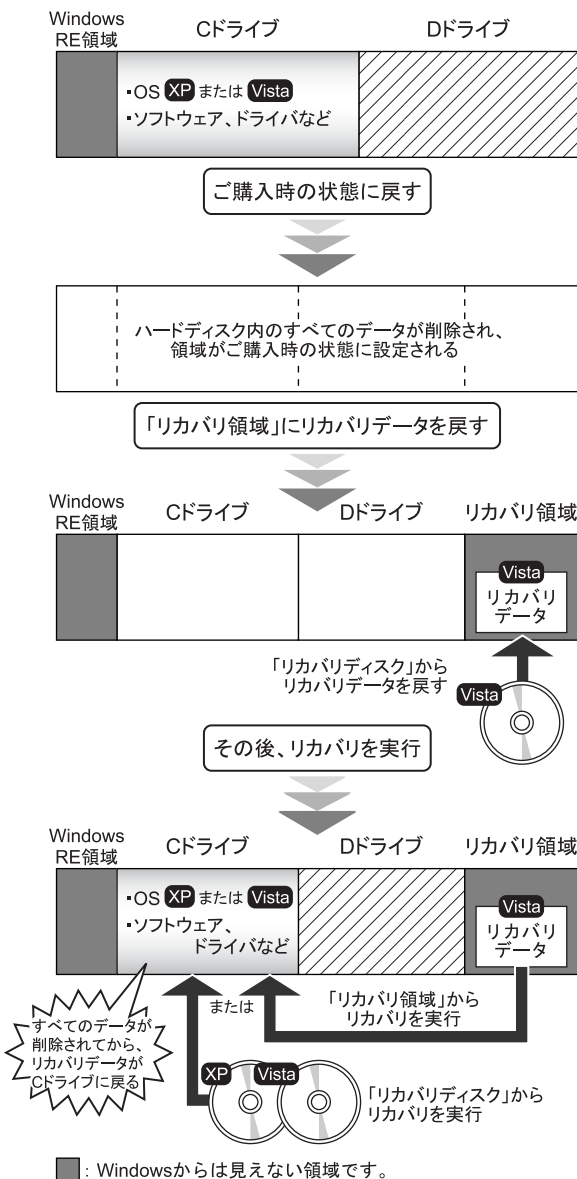 Windows
RE領域
Cドライブ
Dドライブ
・OS XP または Vista
・ソフトウェア、ドライバなど
ご購入時の状態に戻す
ハードディスク内のすべてのデータが削除され、
領域がご購入時の状態に設定される
「リカバリ領域」にリカバリデータを戻す
Windows
RE領域
Cドライブ
Dドライブ
リカバリ領域
Vista
リカバリ
データ
「リカバリディスク」から
リカバリデータを戻す
Vista
その後、リカバリを実行
Windows
RE領域
Cドライブ
Dドライブ
リカバリ領域
・OS XP または Vista
・ソフトウェア、
ドライバなど
Vista
リカバリ
データ
または
「リカバリ領域」から
リカバリを実行
すべてのデータが
削除されてから、
リカバリデータが
Cドライブに戻る
XP
Vista
「リカバリディスク」から
リカバリを実行
：Windowsからは見えない領域です。